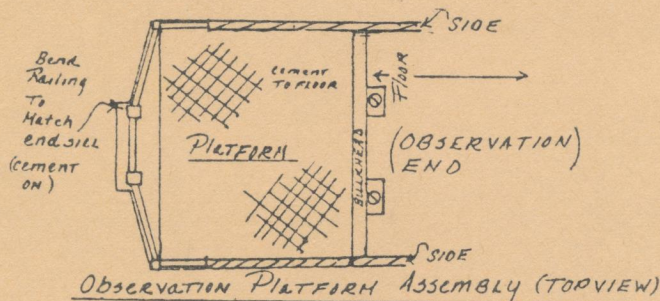 SIDE
Bend
Railing
To
Match
end sill
(cement
on)
cement
to floor
FLOOR
PLATFORM
BULKHEAD
(OBSERVATION)
END
SIDE
OBSERVATION PLATFORM ASSEMBLY (TOPVIEW)